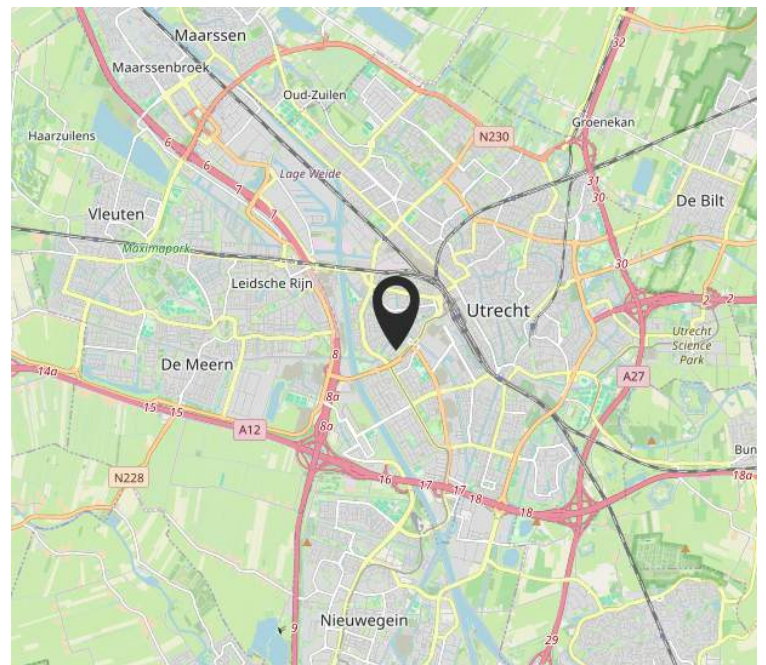 Maarssen
32
Maarssenbroek
Oud-Zuilen
Groenekan
N230
Haarzuilens
6
6
Lage Weide
31
7
30
De Bilt
Vleuten
7
Maximapark
30
Leidsche Rijn
2
2
Utrecht
Utrecht
Science
Park
8
De Meern
14a
A27
8a
15
15
8a
A12
Bun
16
17
17
18
18a
N228
18
Nieuwegein
9
29